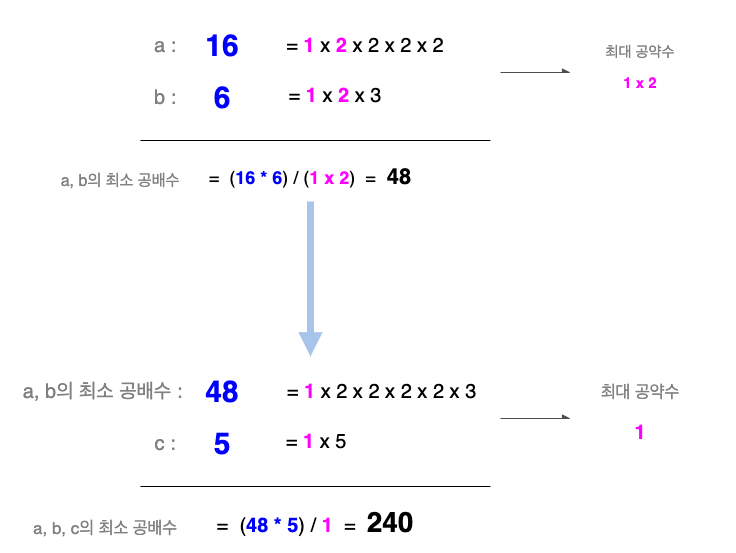 a : 16 = 1 x 2 x 2 x 2 x 2
최대 공약수
1 x 2
b : 6 = 1 x 2 x 3
a, b의 최소 공배수 = (16 * 6) / (1 x 2) = 48
a, b의 최소 공배수 : 48 = 1 x 2 x 2 x 2 x 2 x 3
최대 공약수
1
c : 5 = 1 x 5
a, b, c의 최소 공배수 = (48 * 5) / 1 = 240